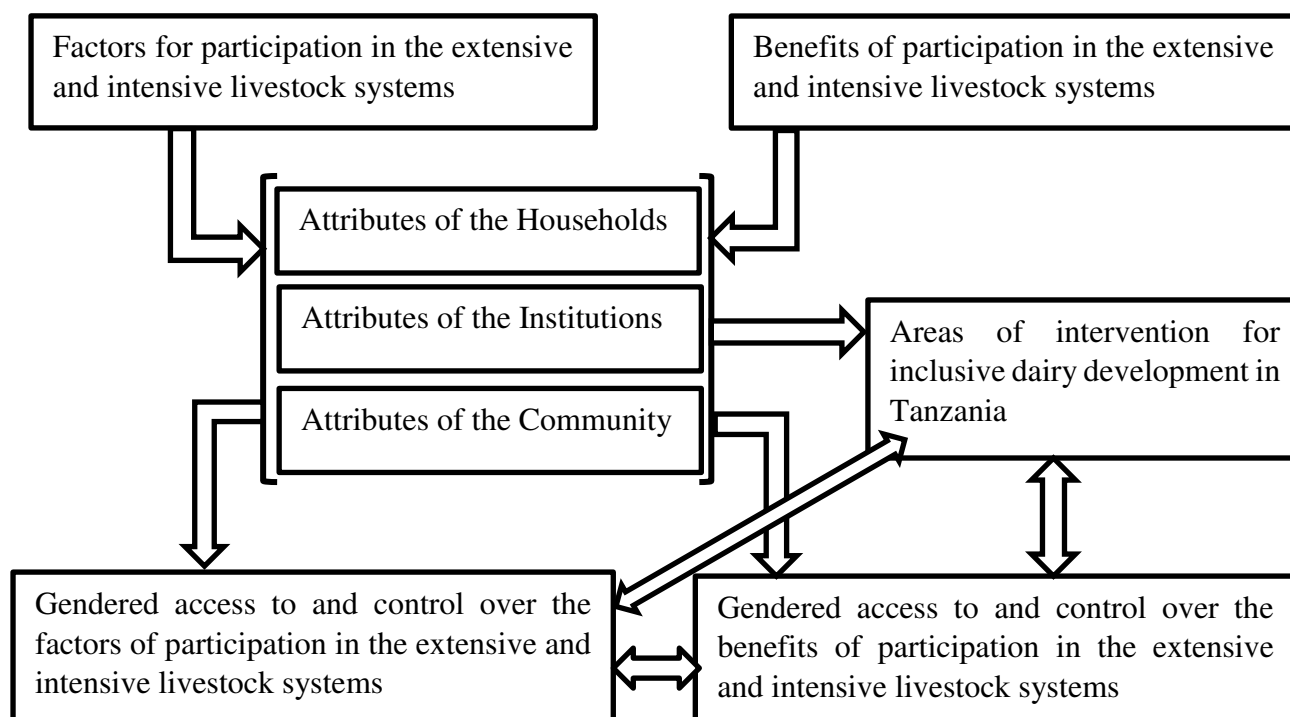 Factors for participation in the extensive
and intensive livestock systems
Benefits of participation in the extensive
and intensive livestock systems
Attributes of the Households
Attributes of the Institutions
Attributes of the Community
Areas of intervention for
inclusive dairy development in
Tanzania
Gendered access to and control over the
factors of participation in the extensive and
intensive livestock systems
Gendered access to and control over the
benefits of participation in the extensive
and intensive livestock systems